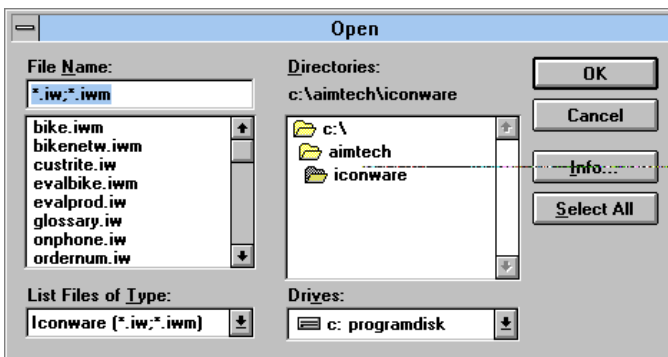 Open
File Name:
*.iw;*.iwm
bike.iwm
bikenetw.iwm
custrite.iw
evalbike.iwm
evalprod.iw
glossary.iw
onphone.iw
ordernum.iw
List Files of Type:
Iconware (*.iw;*.iwm)
Directories:
c:\aimtech\iconware
c:\
aimtech
iconware
Drives:
c: programdisk
OK
Cancel
Info...
Select All